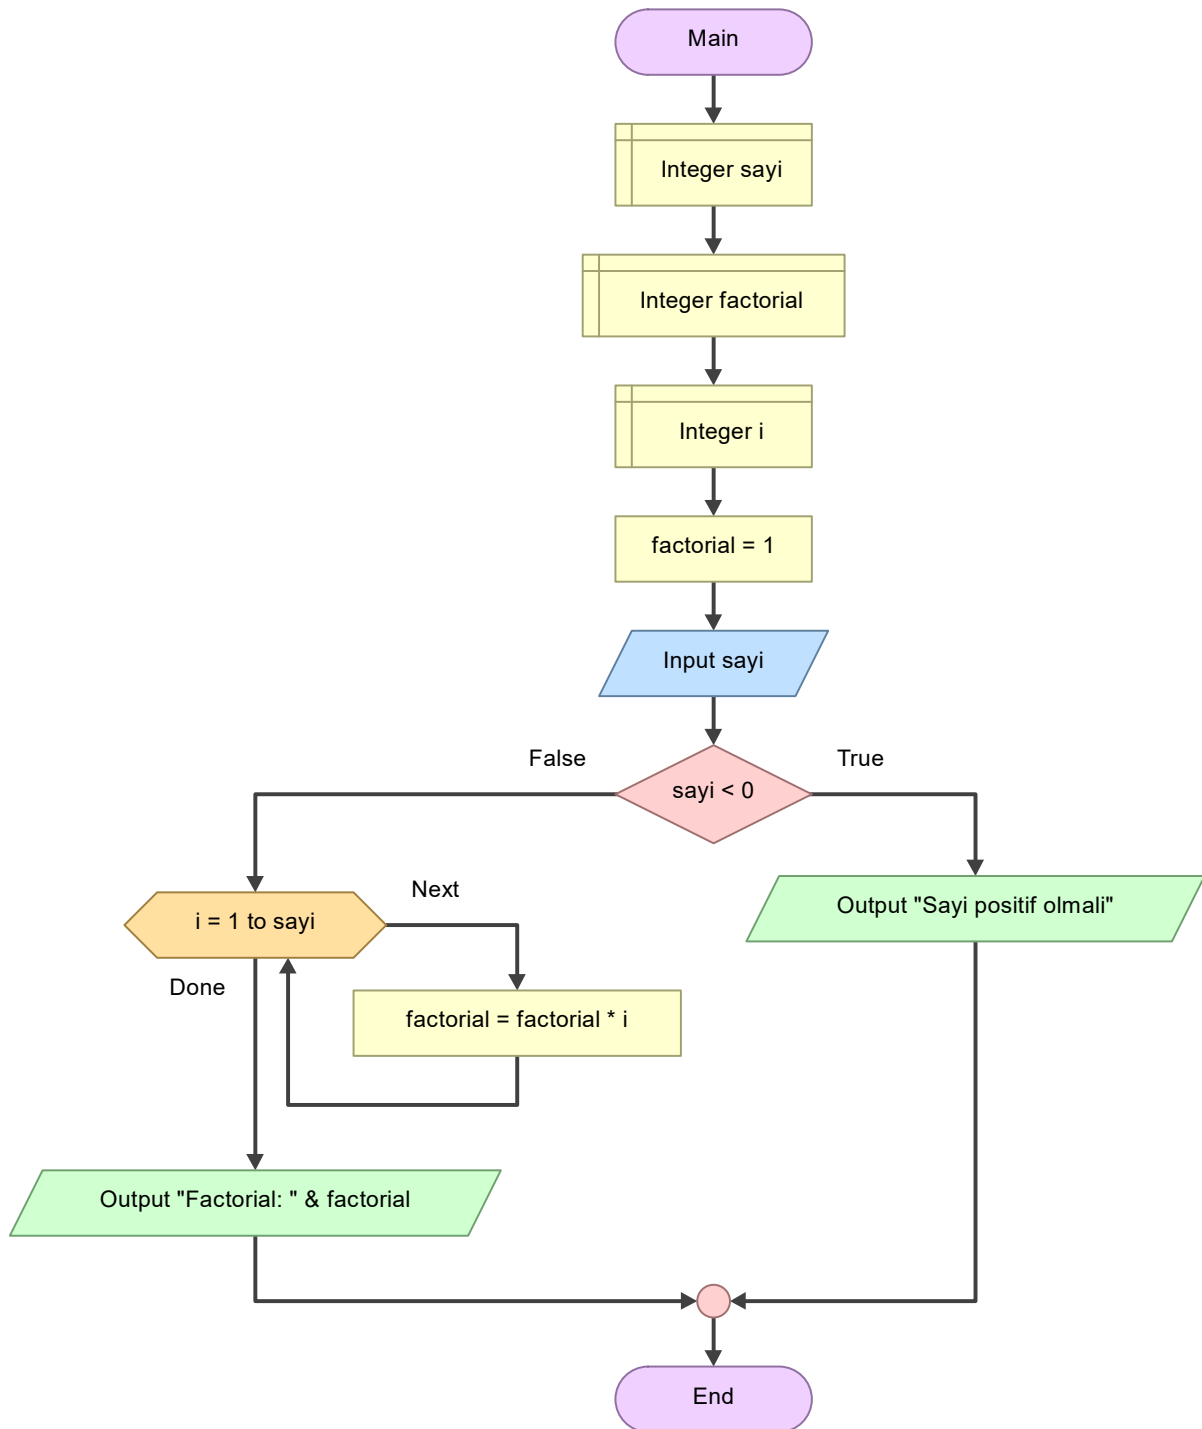 Main
Integer sayi
Integer factorial
Integer i
factorial = 1
Input sayi
False
True
sayi < 0
Next
i = 1 to sayi
Output "Sayi positif olmali"
Done
factorial = factorial * i
Output "Factorial: " & factorial
End